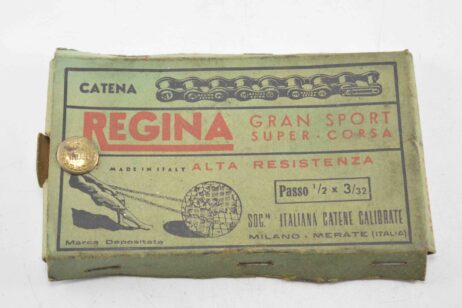 CATENA
REGINA
GRAN SPORT
SUPER-CORSA
MADE IN ITALY ALTA RESISTENZA
Passo 1/2 x 3/32
SOC.tà ITALIANA CATENE CALIBRATE
MILANO - MERATE (ITALIA)
Marca Depositata